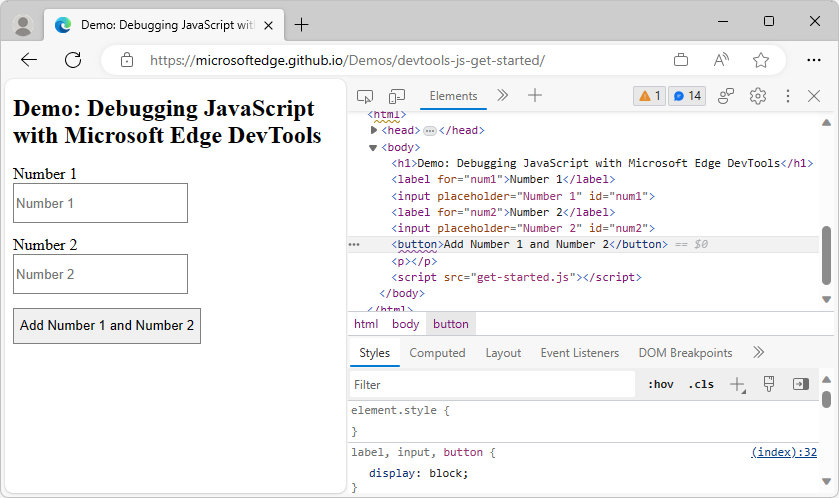 Demo: Debugging JavaScript wit
https://microsoftedge.github.io/Demos/devtools-js-get-started/
Demo: Debugging JavaScript
with Microsoft Edge DevTools
Number 1
Number 1
Number 2
Number 2
Add Number 1 and Number 2
Elements
1
14
<html>
<head> … </head>
<body>
<h1>Demo: Debugging JavaScript with Microsoft Edge DevTools</h1>
<label for="num1">Number 1</label>
<input placeholder="Number 1" id="num1">
<label for="num2">Number 2</label>
<input placeholder="Number 2" id="num2">
<button>Add Number 1 and Number 2</button> == $0
<p></p>
<script src="get-started.js"></script>
</body>
</html>
html body button
Styles Computed Layout Event Listeners DOM Breakpoints
Filter :hov .cls
element.style {
}
label, input, button { (index):32
display: block;
}